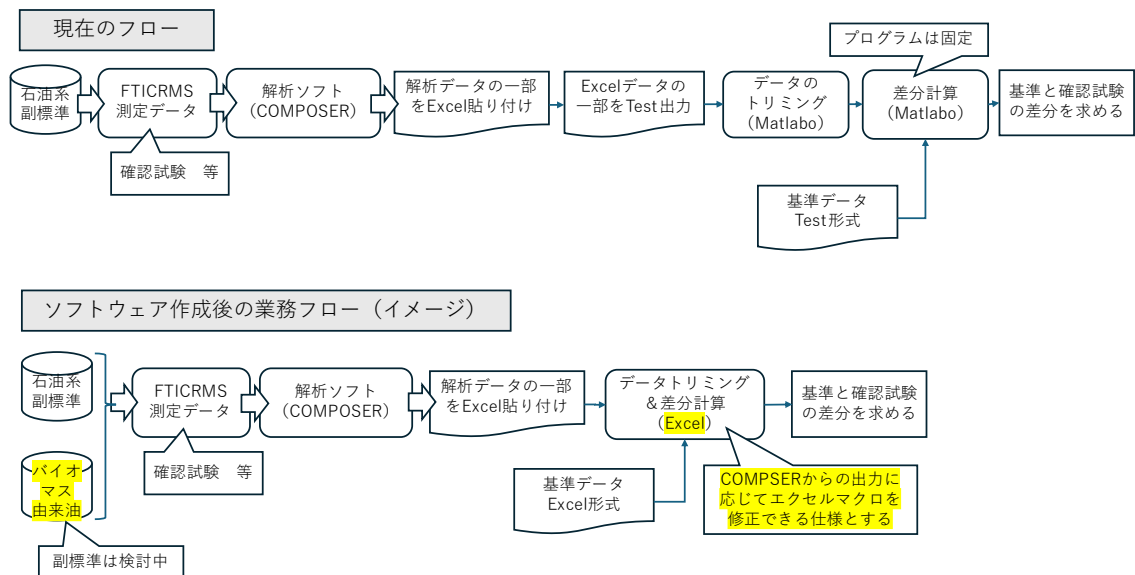 現在のフロー
プログラムは固定
石油系
副標準
FTICRMS
測定データ
解析ソフト
（COMPOSER）
解析データの一部
をExcel貼り付け
Excelデータの
一部をTest出力
データの
トリミング
（Matlabo）
差分計算
（Matlabo）
基準と確認試験
の差分を求める
確認試験　等
基準データ
Test形式
ソフトウェア作成後の業務フロー（イメージ）
石油系
副標準
FTICRMS
測定データ
解析ソフト
（COMPOSER）
解析データの一部
をExcel貼り付け
データトリミング
＆差分計算
（Excel）
基準と確認試験
の差分を求める
バイオ
マス
由来油
確認試験　等
基準データ
Excel形式
COMPSERからの出力に
応じてエクセルマクロを
修正できる仕様とする
副標準は検討中